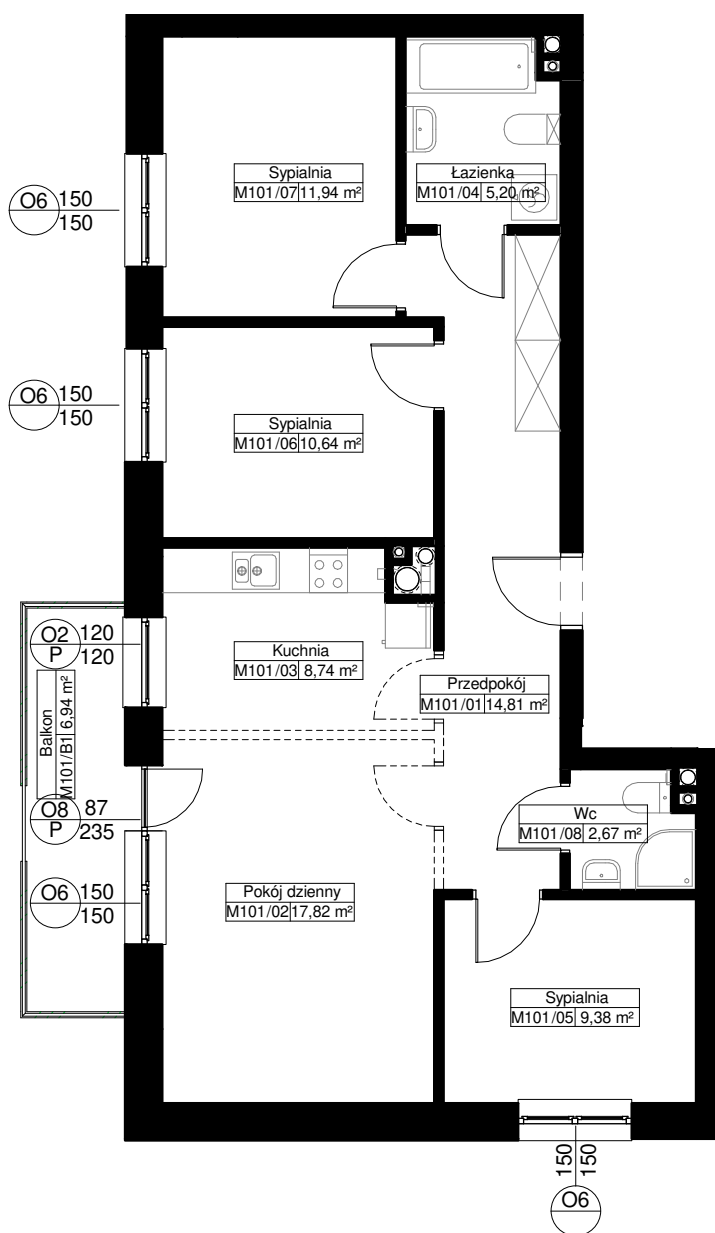 Sypialnia
M101/07 11,94 m²
Łazienka
M101/04 5,20 m²
O6 150
150
O6 150
150
Sypialnia
M101/06 10,64 m²
O2 120
P 120
Kuchnia
M101/03 8,74 m²
Przedpokój
M101/01 14,81 m²
Balkon
M101/B1 6,94 m²
O8 87
P 235
Wc
M101/08 2,67 m²
O6 150
150
Pokój dzienny
M101/02 17,82 m²
Sypialnia
M101/05 9,38 m²
150
150
O6